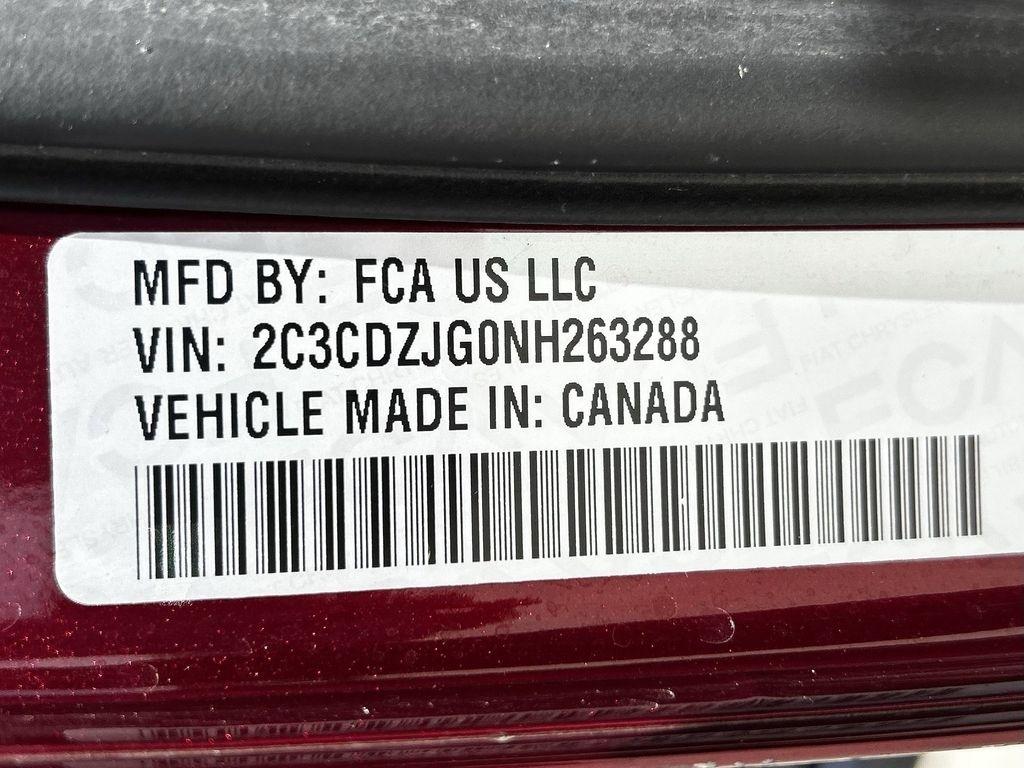 MFD BY: FCA US LLC
VIN: 2C3CDZJG0NH263288
VEHICLE MADE IN: CANADA